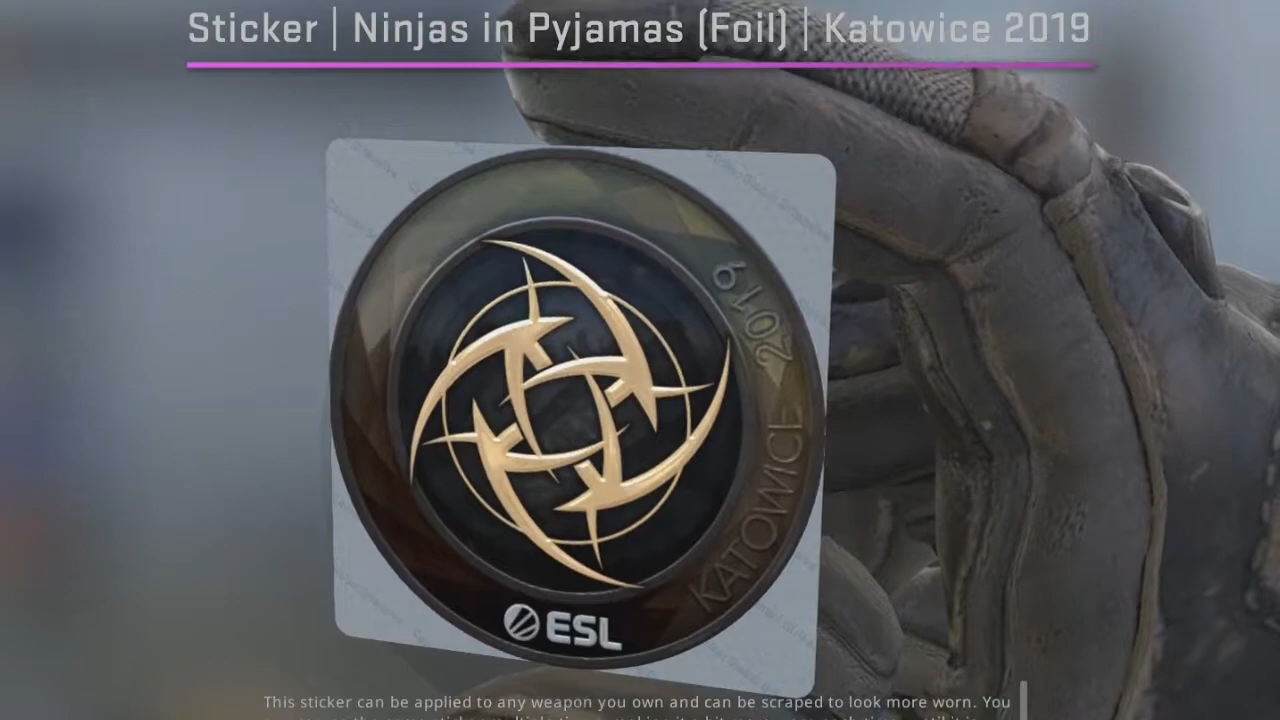 Sticker | Ninjas in Pyjamas (Foil) | Katowice 2019
2019
KATOWICE
ESL
This sticker can be applied to any weapon you own and can be scraped to look more worn. You